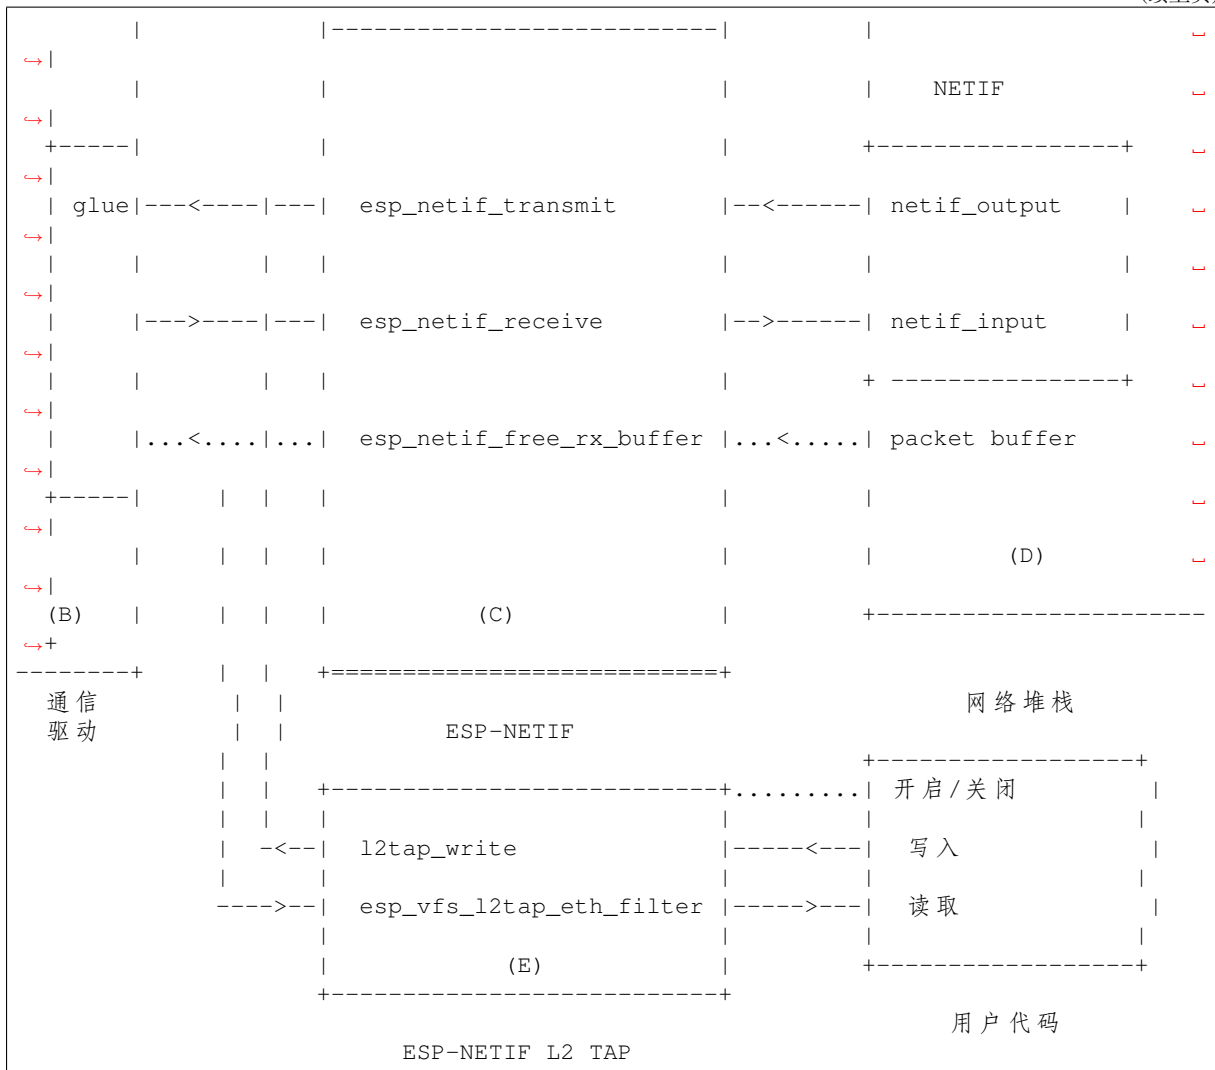 |             |---------------------------|         |                      ␣
↪|
|             |                           |         |    NETIF             ␣
↪|
+-----|             |                           |         +-----------------+    ␣
↪|
| glue|---<----|---|  esp_netif_transmit       |--<------| netif_output    |    ␣
↪|
|     |        |   |                           |         |                 |    ␣
↪|
|     |--->----|---|  esp_netif_receive        |-->------| netif_input     |    ␣
↪|
|     |        |   |                           |         + ----------------+    ␣
↪|
|     |...<....|...|  esp_netif_free_rx_buffer |...<.....| packet buffer        ␣
↪|
+-----|     |  |   |                           |         |                      ␣
↪|
|     |  |   |                           |         |         (D)          ␣
↪|
(B)   |     |  |   |          (C)              |         +-----------------------
↪+
--------+     |  |   +===========================+
通信          |  |                                                网络堆栈
驱动          |  |           ESP-NETIF
|  |                                         +------------------+
|  |   +---------------------------+.........| 开启/关闭          |
|  |   |                           |         |                  |
|  -<--|  l2tap_write              |-----<---|  写入              |
|      |                           |         |                  |
---->--|  esp_vfs_l2tap_eth_filter |----->---|  读取              |
|                           |         |                  |
|            (E)            |         +------------------+
+---------------------------+
用户代码
ESP-NETIF L2 TAP